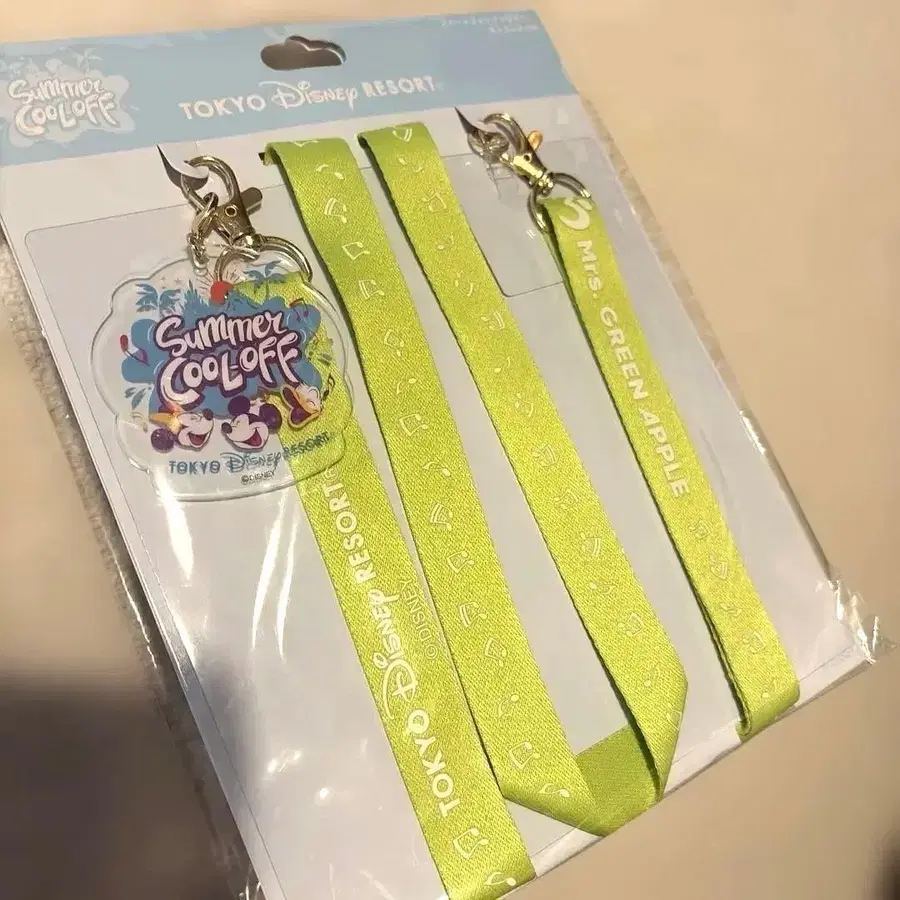 Summer
COOL-OFF
TOKYO Disney RESORT®
Summer
COOL-OFF
TOKYO Disney RESORT
©DISNEY
TOKYO Disney RESORT
©DISNEY
Mrs. GREEN APPLE